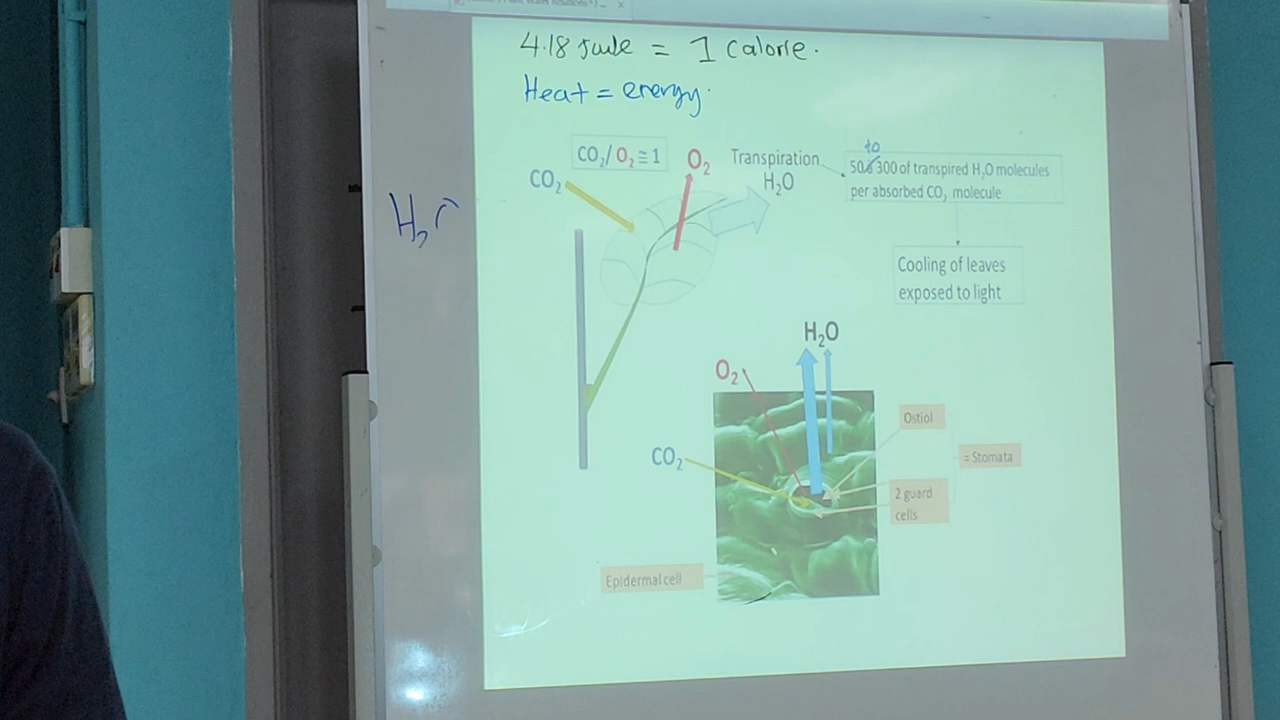 4.18 Joule = 1 Calorie.
Heat = energy.
CO₂/ O₂ ≅ 1
O₂
Transpiration
H₂O
CO₂
to
300 of transpired H₂O molecules
per absorbed CO₂ molecule
H₂
Cooling of leaves
exposed to light
H₂O
O₂
Ostiol
CO₂
= Stomata
2 guard
cells
Epidermal cell